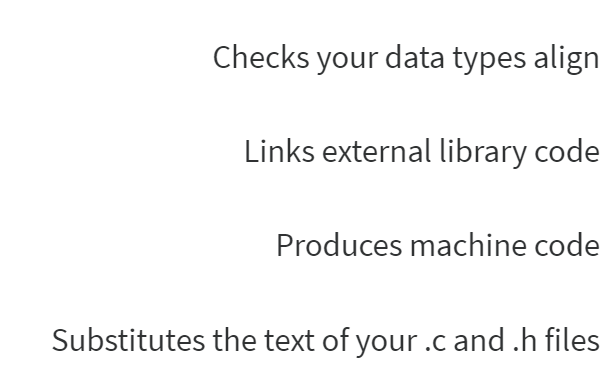 Checks your data types align
Links external library code
Produces machine code
Substitutes the text of your .c and .h files